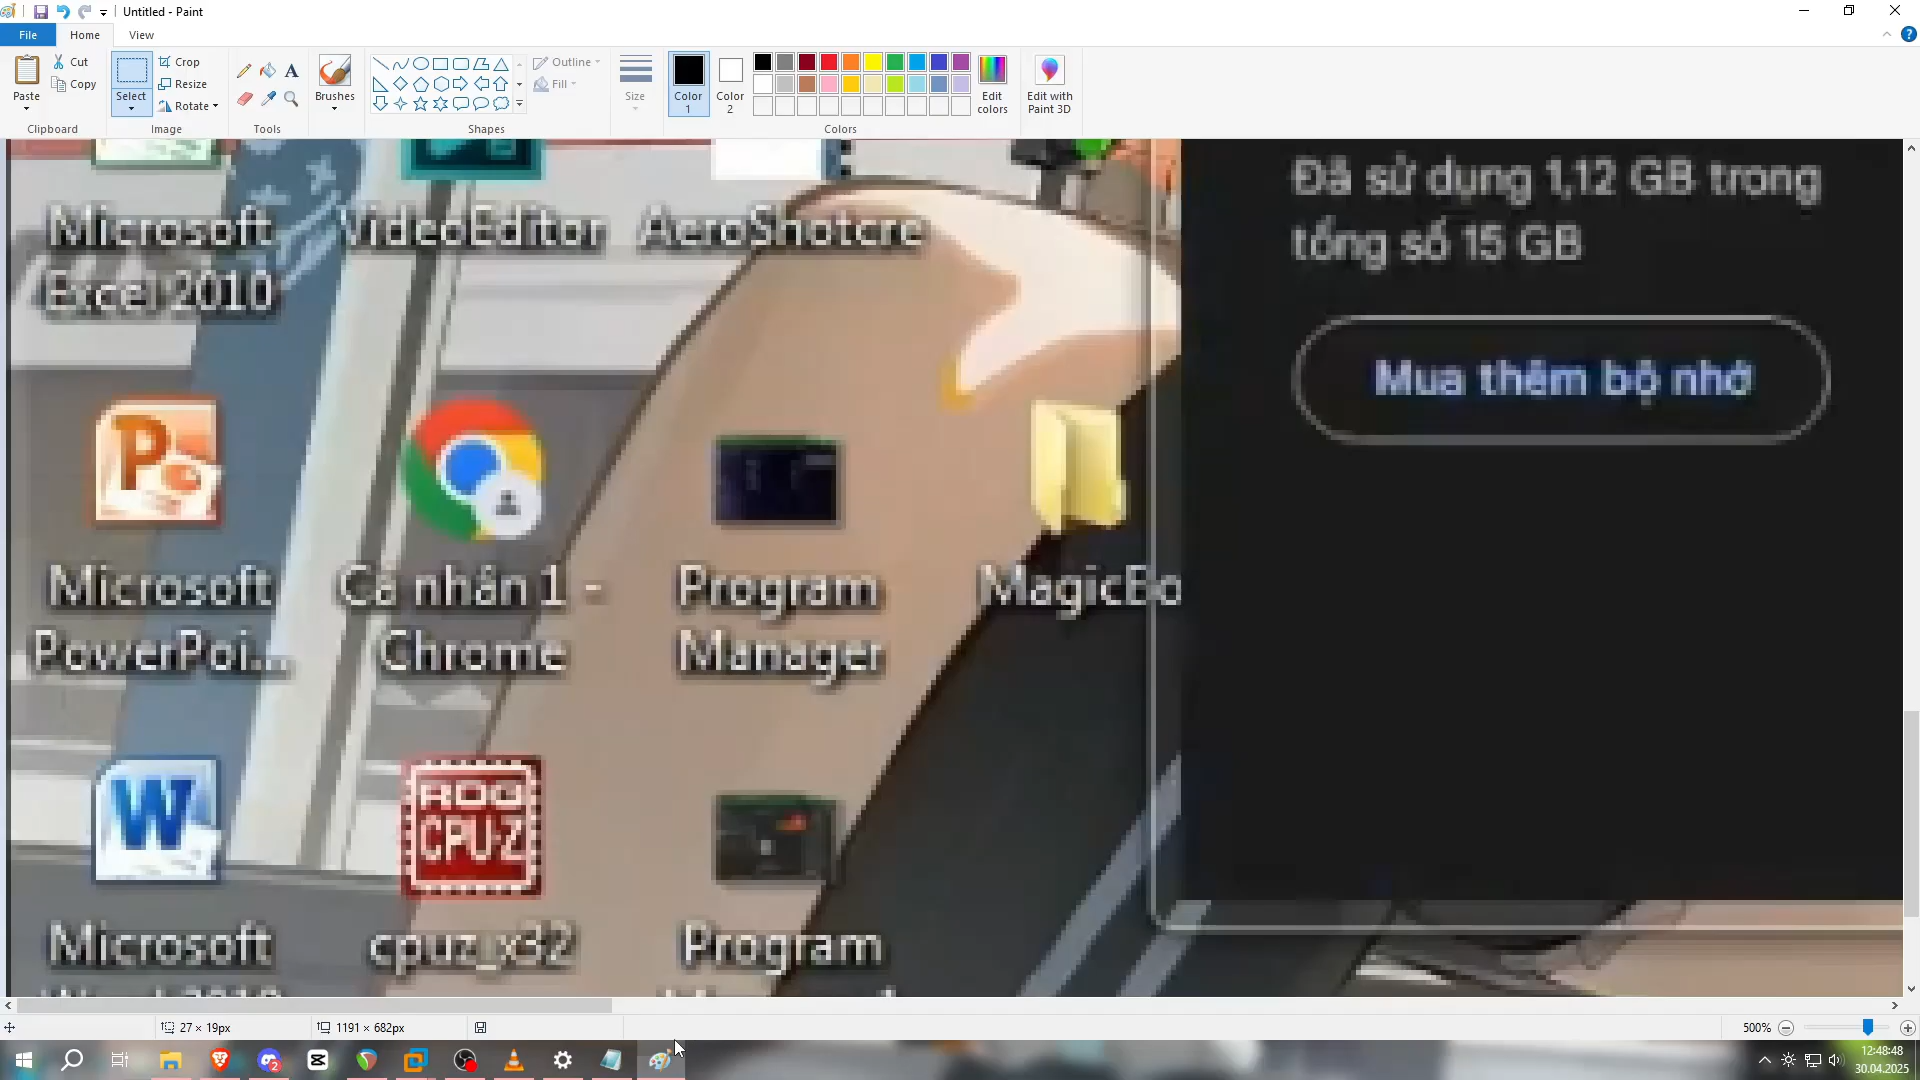 Untitled - Paint
File
Home
View
Paste
Cut
Copy
Clipboard
Select
Crop
Resize
Rotate
Image
Tools
Brushes
Shapes
Outline
Fill
Size
Color
1
Color
2
Colors
Edit
colors
Edit with
Paint 3D
Microsoft
Excel 2010
VideoEditor
AeroShotcre
Đã sử dụng 1,12 GB trong
tổng số 15 GB
Mua thêm bộ nhớ
Microsoft
PowerPoi...
Cá nhân 1 -
Chrome
Program
Manager
MagicBo
ROG
CPU-Z
Microsoft
cpuz_x32
Program
27 × 19px
1191 × 682px
500%
12:48:48
30.04.2025